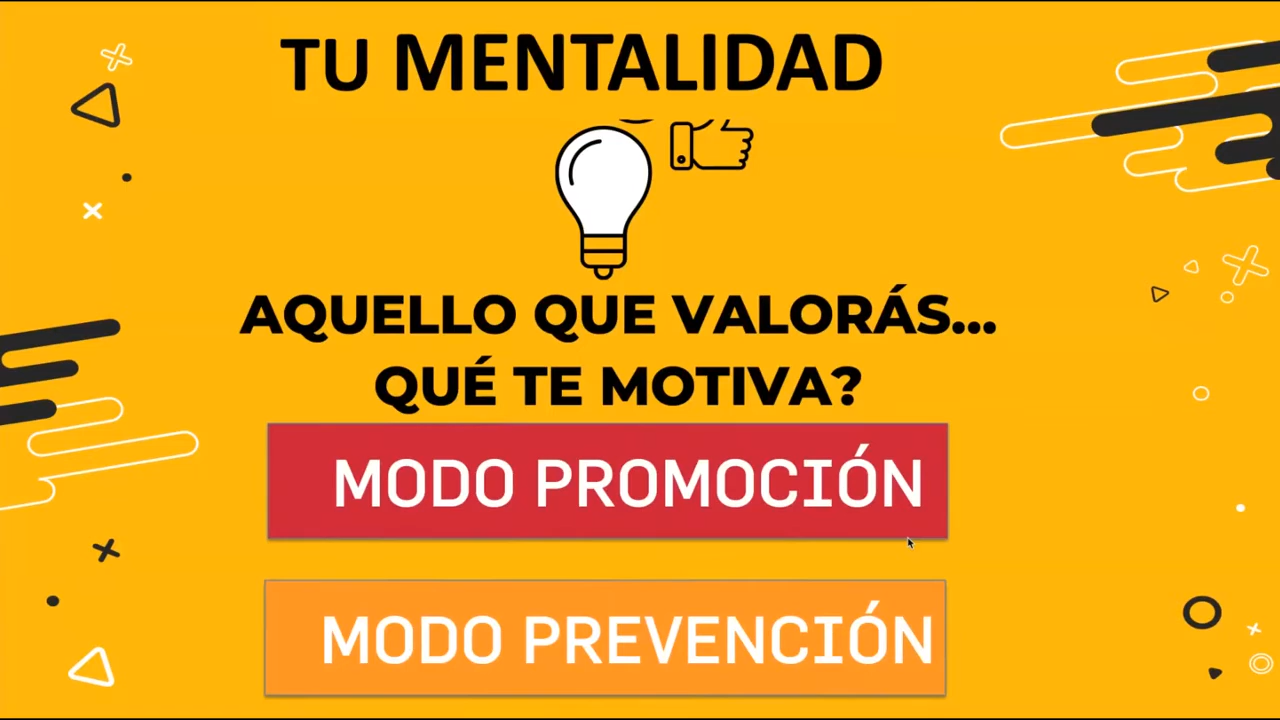 TU MENTALIDAD
AQUELLO QUE VALORÁS...
QUÉ TE MOTIVA?
MODO PROMOCIÓN
MODO PREVENCIÓN